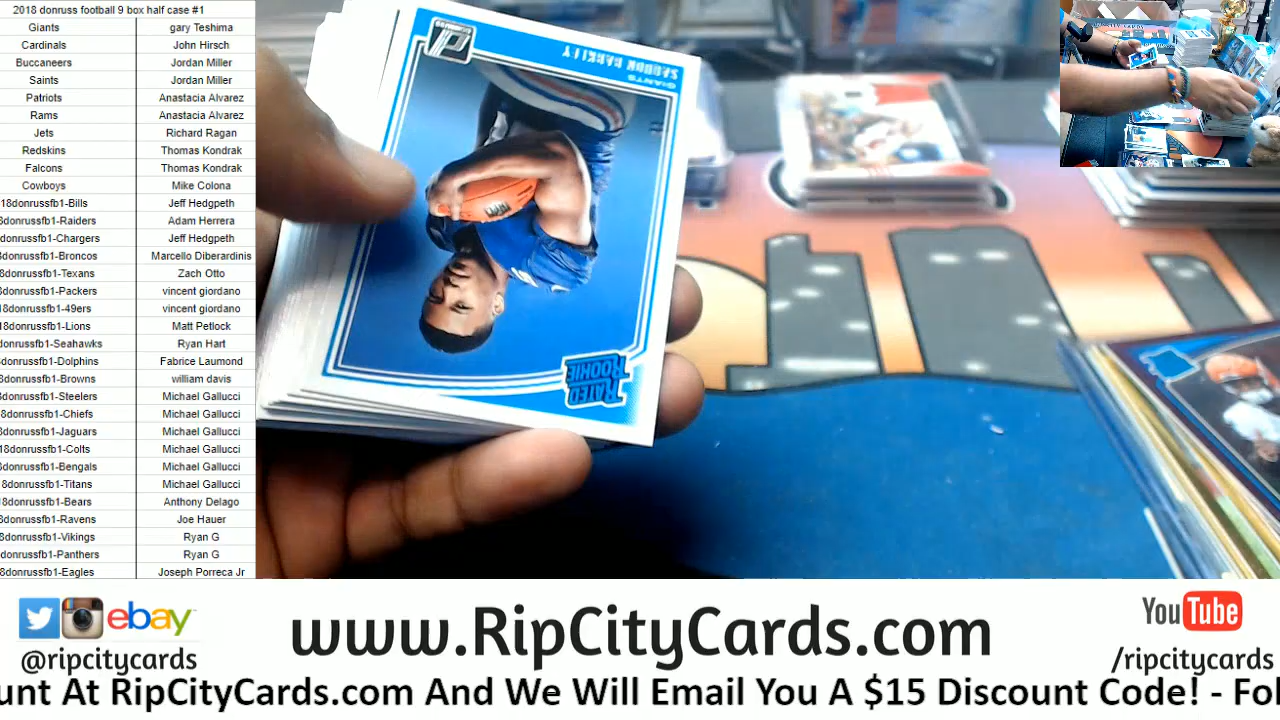 2018 donruss football 9 box half case #1
Giants gary Teshima
Cardinals John Hirsch
Buccaneers Jordan Miller
Saints Jordan Miller
Patriots Anastacia Alvarez
Rams Anastacia Alvarez
Jets Richard Ragan
Redskins Thomas Kondrak
Falcons Thomas Kondrak
Cowboys Mike Colona
18donrussfb1-Bills Jeff Hedgpeth
8donrussfb1-Raiders Adam Herrera
donrussfb1-Chargers Jeff Hedgpeth
donrussfb1-Broncos Marcello Diberardinis
8donrussfb1-Texans Zach Otto
donrussfb1-Packers vincent giordano
18donrussfb1-49ers vincent giordano
18donrussfb1-Lions Matt Petlock
onrussfb1-Seahawks Ryan Hart
donrussfb1-Dolphins Fabrice Laumond
8donrussfb1-Browns william davis
donrussfb1-Steelers Michael Gallucci
8donrussfb1-Chiefs Michael Gallucci
donrussfb1-Jaguars Michael Gallucci
18donrussfb1-Colts Michael Gallucci
donrussfb1-Bengals Michael Gallucci
8donrussfb1-Titans Michael Gallucci
18donrussfb1-Bears Anthony Delago
8donrussfb1-Ravens Joe Hauer
8donrussfb1-Vikings Ryan G
donrussfb1-Panthers Ryan G
8donrussfb1-Eagles Joseph Porreca Jr
GIANTS
SAQUON BARKLEY
RATED
ROOKIE
ebay
@ripcitycards
www.RipCityCards.com
YouTube
/ripcitycards
unt At RipCityCards.com And We Will Email You A $15 Discount Code! - Fol